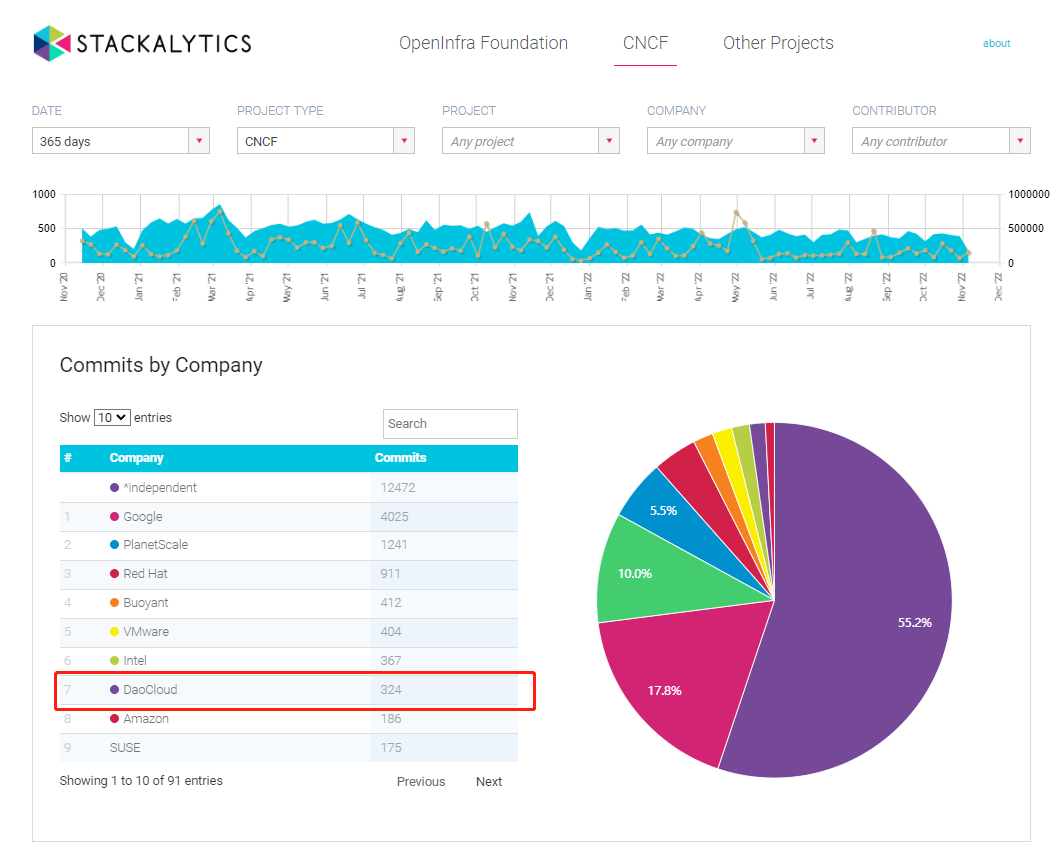 STACKALYTICS
OpenInfra Foundation CNCF Other Projects about
DATE PROJECT TYPE PROJECT COMPANY CONTRIBUTOR
365 days CNCF Any project Any company Any contributor
1000 1000000
500 500000
0 0
Nov '20 Dec '20 Jan '21 Feb '21 Mar '21 Apr '21 May '21 Jun '21 Jul '21 Aug '21 Sep '21 Oct '21 Nov '21 Dec '21 Jan '22 Feb '22 Mar '22 Apr '22 May '22 Jun '22 Jul '22 Aug '22 Sep '22 Oct '22 Nov '22 Dec '22
Commits by Company
Show 10 entries Search
# Company Commits
*independent 12472
1 Google 4025
2 PlanetScale 1241
3 Red Hat 911
4 Buoyant 412
5 VMware 404
6 Intel 367
7 DaoCloud 324
8 Amazon 186
9 SUSE 175
Showing 1 to 10 of 91 entries Previous Next
5.5%
10.0%
55.2%
17.8%